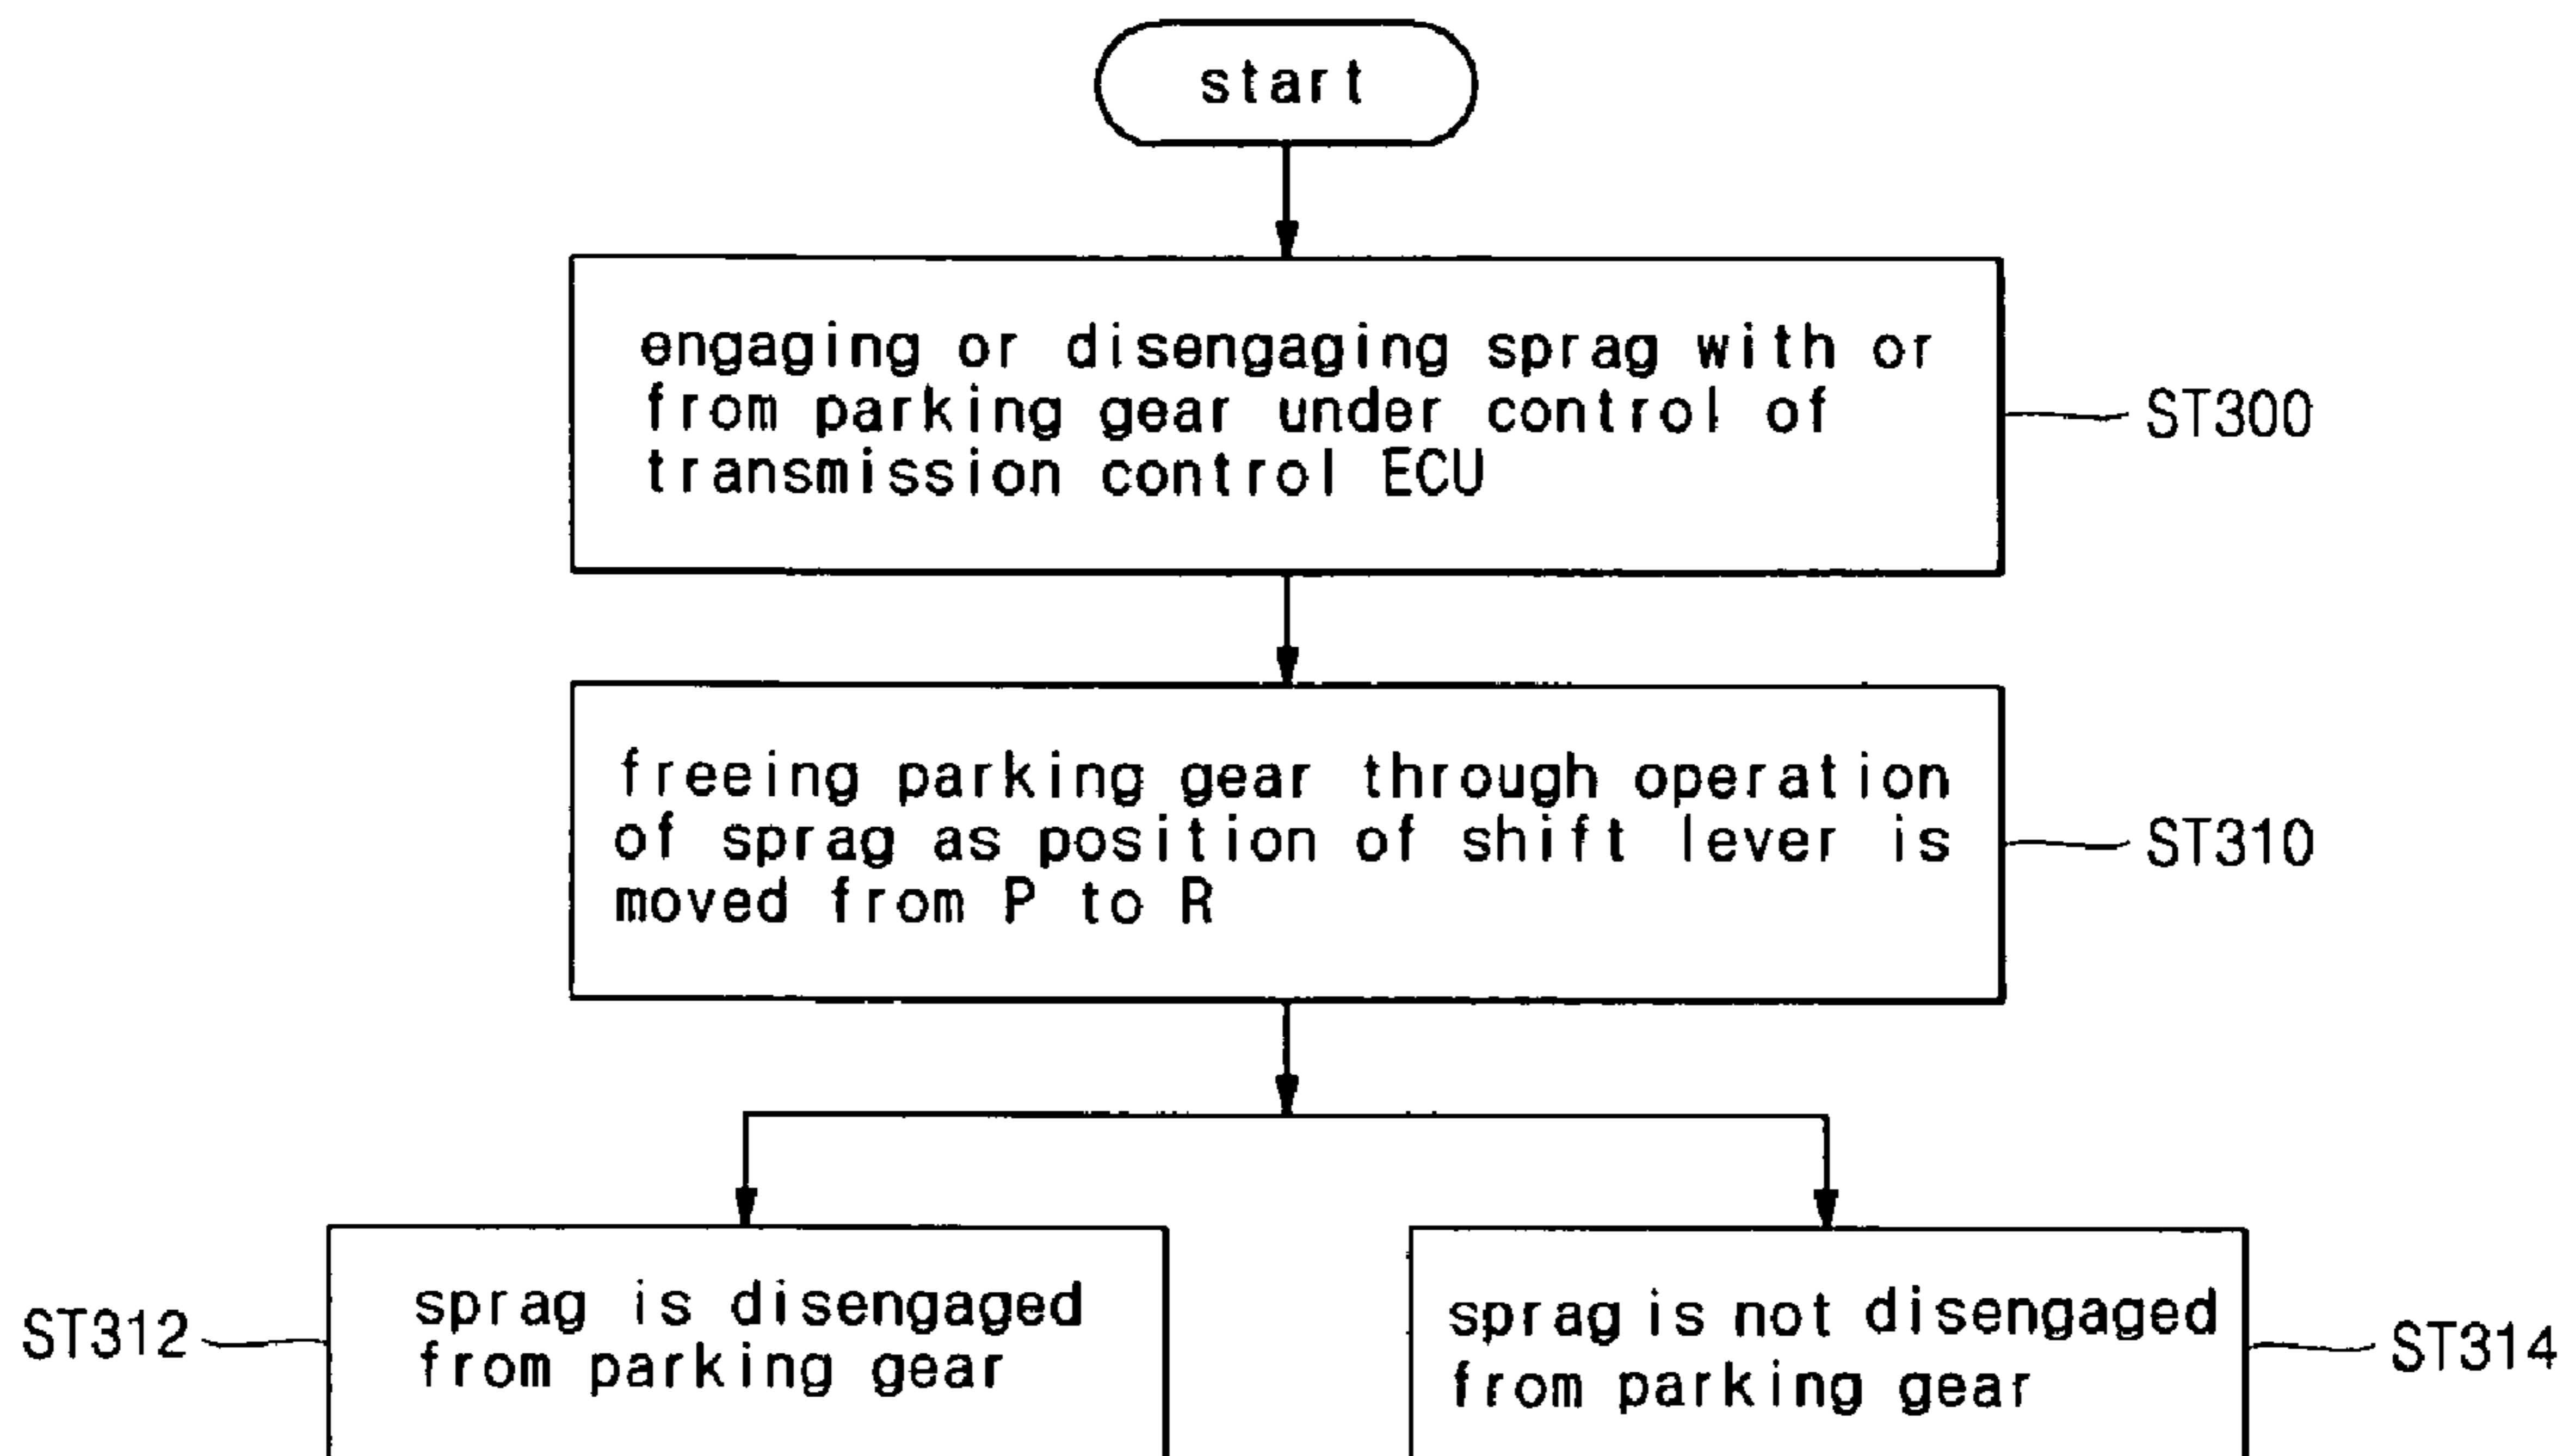 start
engaging or disengaging sprag with or
from parking gear under control of
transmission control ECU
ST300
freeing parking gear through operation
of sprag as position of shift lever is
moved from P to R
ST310
ST312
sprag is disengaged
from parking gear
sprag is not disengaged
from parking gear
ST314